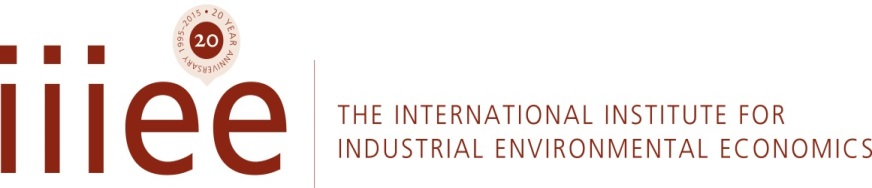 1995-2015 • 20 YEAR ANNIVERSARY
20
iiiee
THE INTERNATIONAL INSTITUTE FOR
INDUSTRIAL ENVIRONMENTAL ECONOMICS